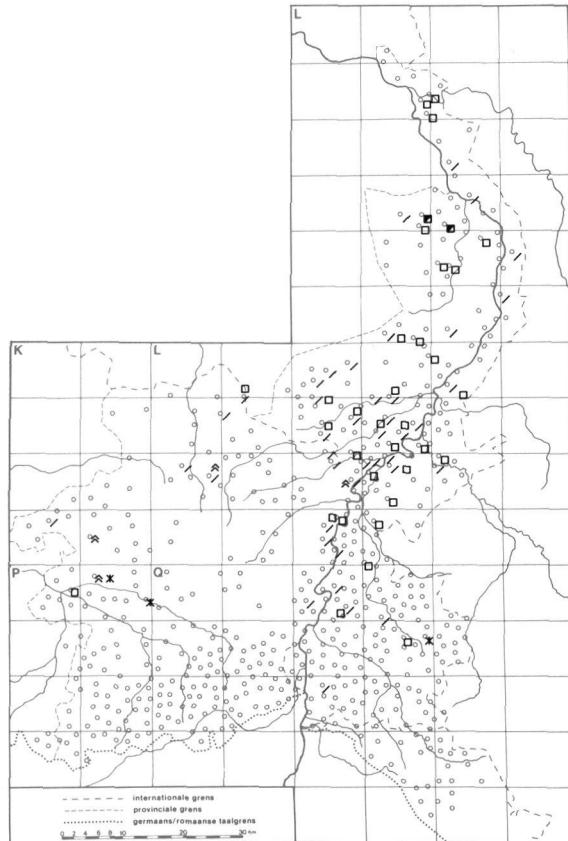 L
K L
P Q
internationale grens
provinciale grens
germaans/romaanse taalgrens
0 2 4 6 8 10 20 30 Km